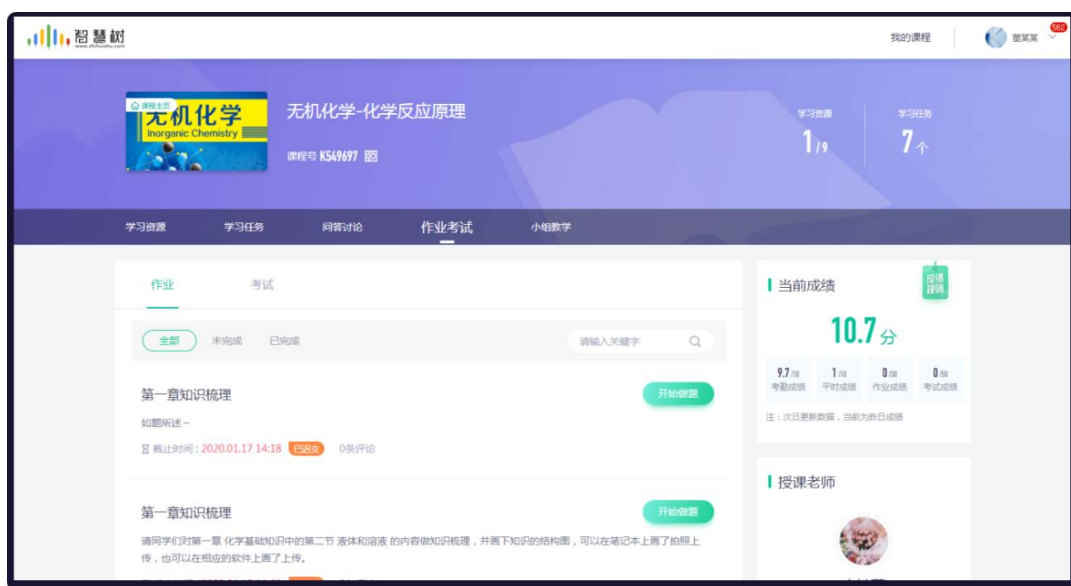 智慧树
www.zhihuishu.com
我的课程
董某某
562
课程主页
无机化学
Inorganic Chemistry
无机化学-化学反应原理
课程号 K549697
学习资源
1/9
学习任务
7个
学习资源
学习任务
问答讨论
作业考试
小组教学
作业
考试
全部
未完成
已完成
请输入关键字
第一章知识梳理
开始做题
如题所述~
截止时间:2020.01.17 14:18
已迟交
0条评论
第一章知识梳理
开始做题
请同学们对第一章 化学基础知识中的第二节 液体和溶液 的内容做知识梳理,并画下知识的结构图,可以在笔记本上画了拍照上
传,也可以在相应的软件上画了上传。
当前成绩
成绩
规则
10.7分
9.7
考勤成绩
1
平时成绩
0
作业成绩
0
考试成绩
注:次日更新数据,当前为昨日成绩
授课老师